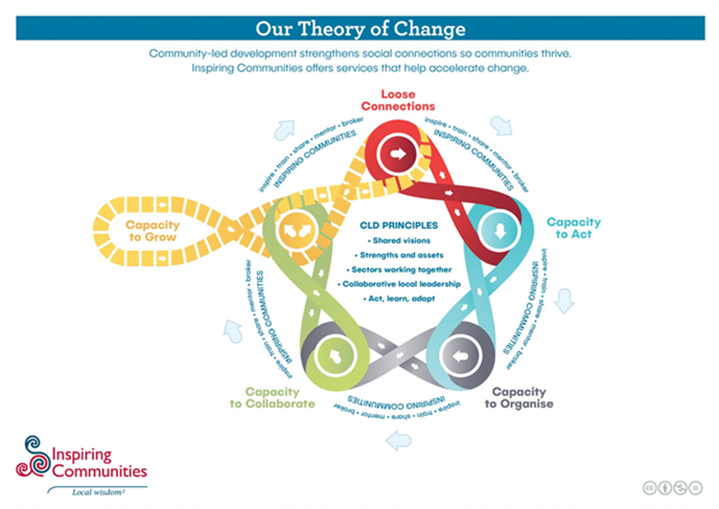 Our Theory of Change
Community-led development strengthens social connections so communities thrive.
Inspiring Communities offers services that help accelerate change.
Loose
Connections
inspire • train • share • mentor • broker
INSPIRING COMMUNITIES
inspire • train • share • mentor • broker
INSPIRING COMMUNITIES
Capacity
to Grow
Capacity
to Act
CLD PRINCIPLES
• Shared visions
• Strengths and assets
• Sectors working together
• Collaborative local leadership
• Act, learn, adapt
inspire • train • share • mentor • broker
INSPIRING COMMUNITIES
inspire • train • share • mentor • broker
INSPIRING COMMUNITIES
Capacity
to Collaborate
Capacity
to Organise
INSPIRING COMMUNITIES
inspire • train • share • mentor • broker
Inspiring
Communities
Local wisdom²
cc